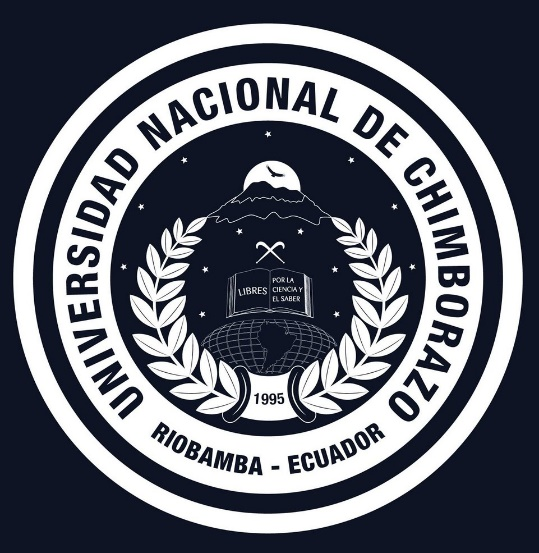 UNIVERSIDAD NACIONAL DE CHIMBORAZO
LIBRES
POR LA
CIENCIA Y
EL SABER
1995
RIOBAMBA - ECUADOR